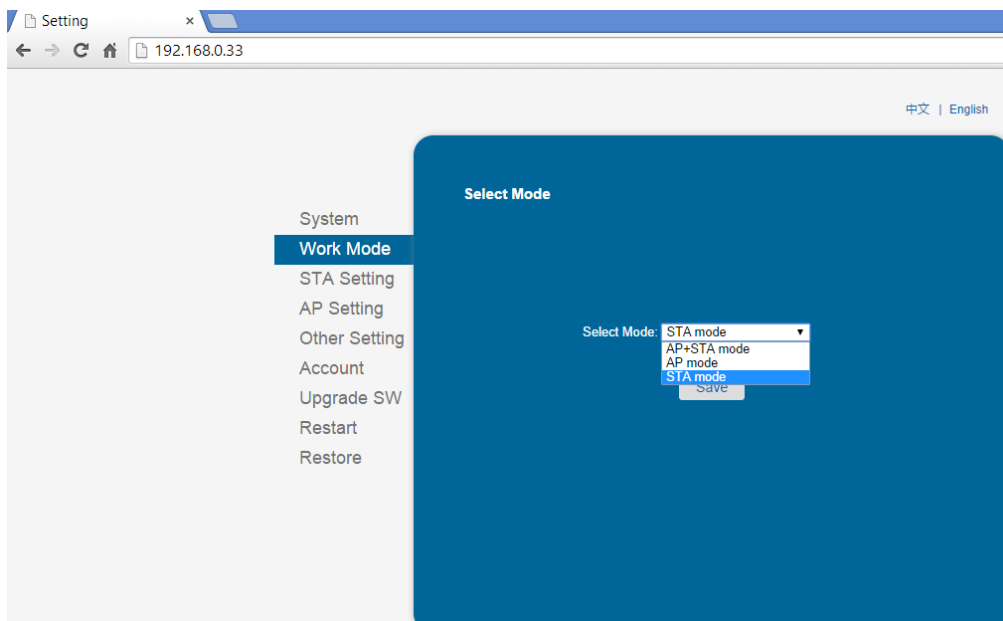 Setting
192.168.0.33
中文 | English
Select Mode
System
Work Mode
STA Setting
AP Setting
Other Setting
Account
Upgrade SW
Restart
Restore
Select Mode: STA mode
AP+STA mode
AP mode
STA mode
Save